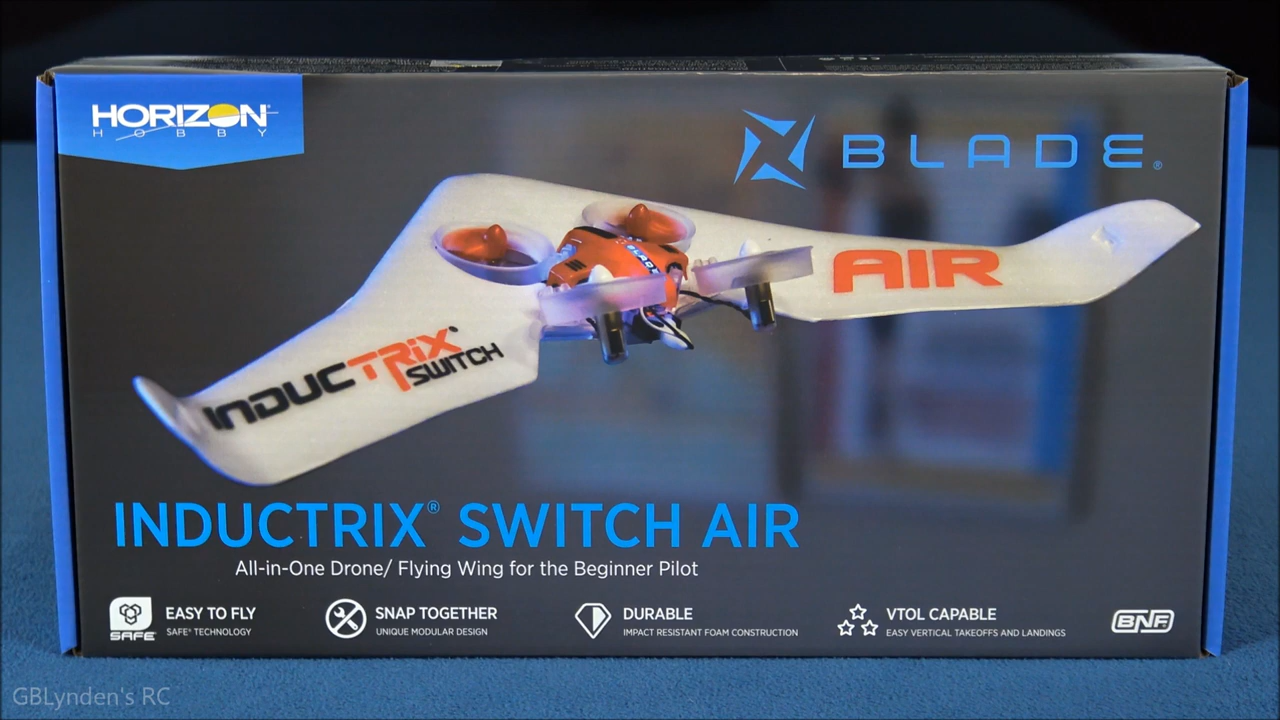 HORIZON®
HOBBY
BLADE®
BLADE
AIR
INDUCTRIX®
SWITCH
INDUCTRIX® SWITCH AIR
All-in-One Drone/ Flying Wing for the Beginner Pilot
SAFE®
EASY TO FLY
SAFE® TECHNOLOGY
SNAP TOGETHER
UNIQUE MODULAR DESIGN
DURABLE
IMPACT RESISTANT FOAM CONSTRUCTION
VTOL CAPABLE
EASY VERTICAL TAKEOFFS AND LANDINGS
BNF
GBLynden's RC